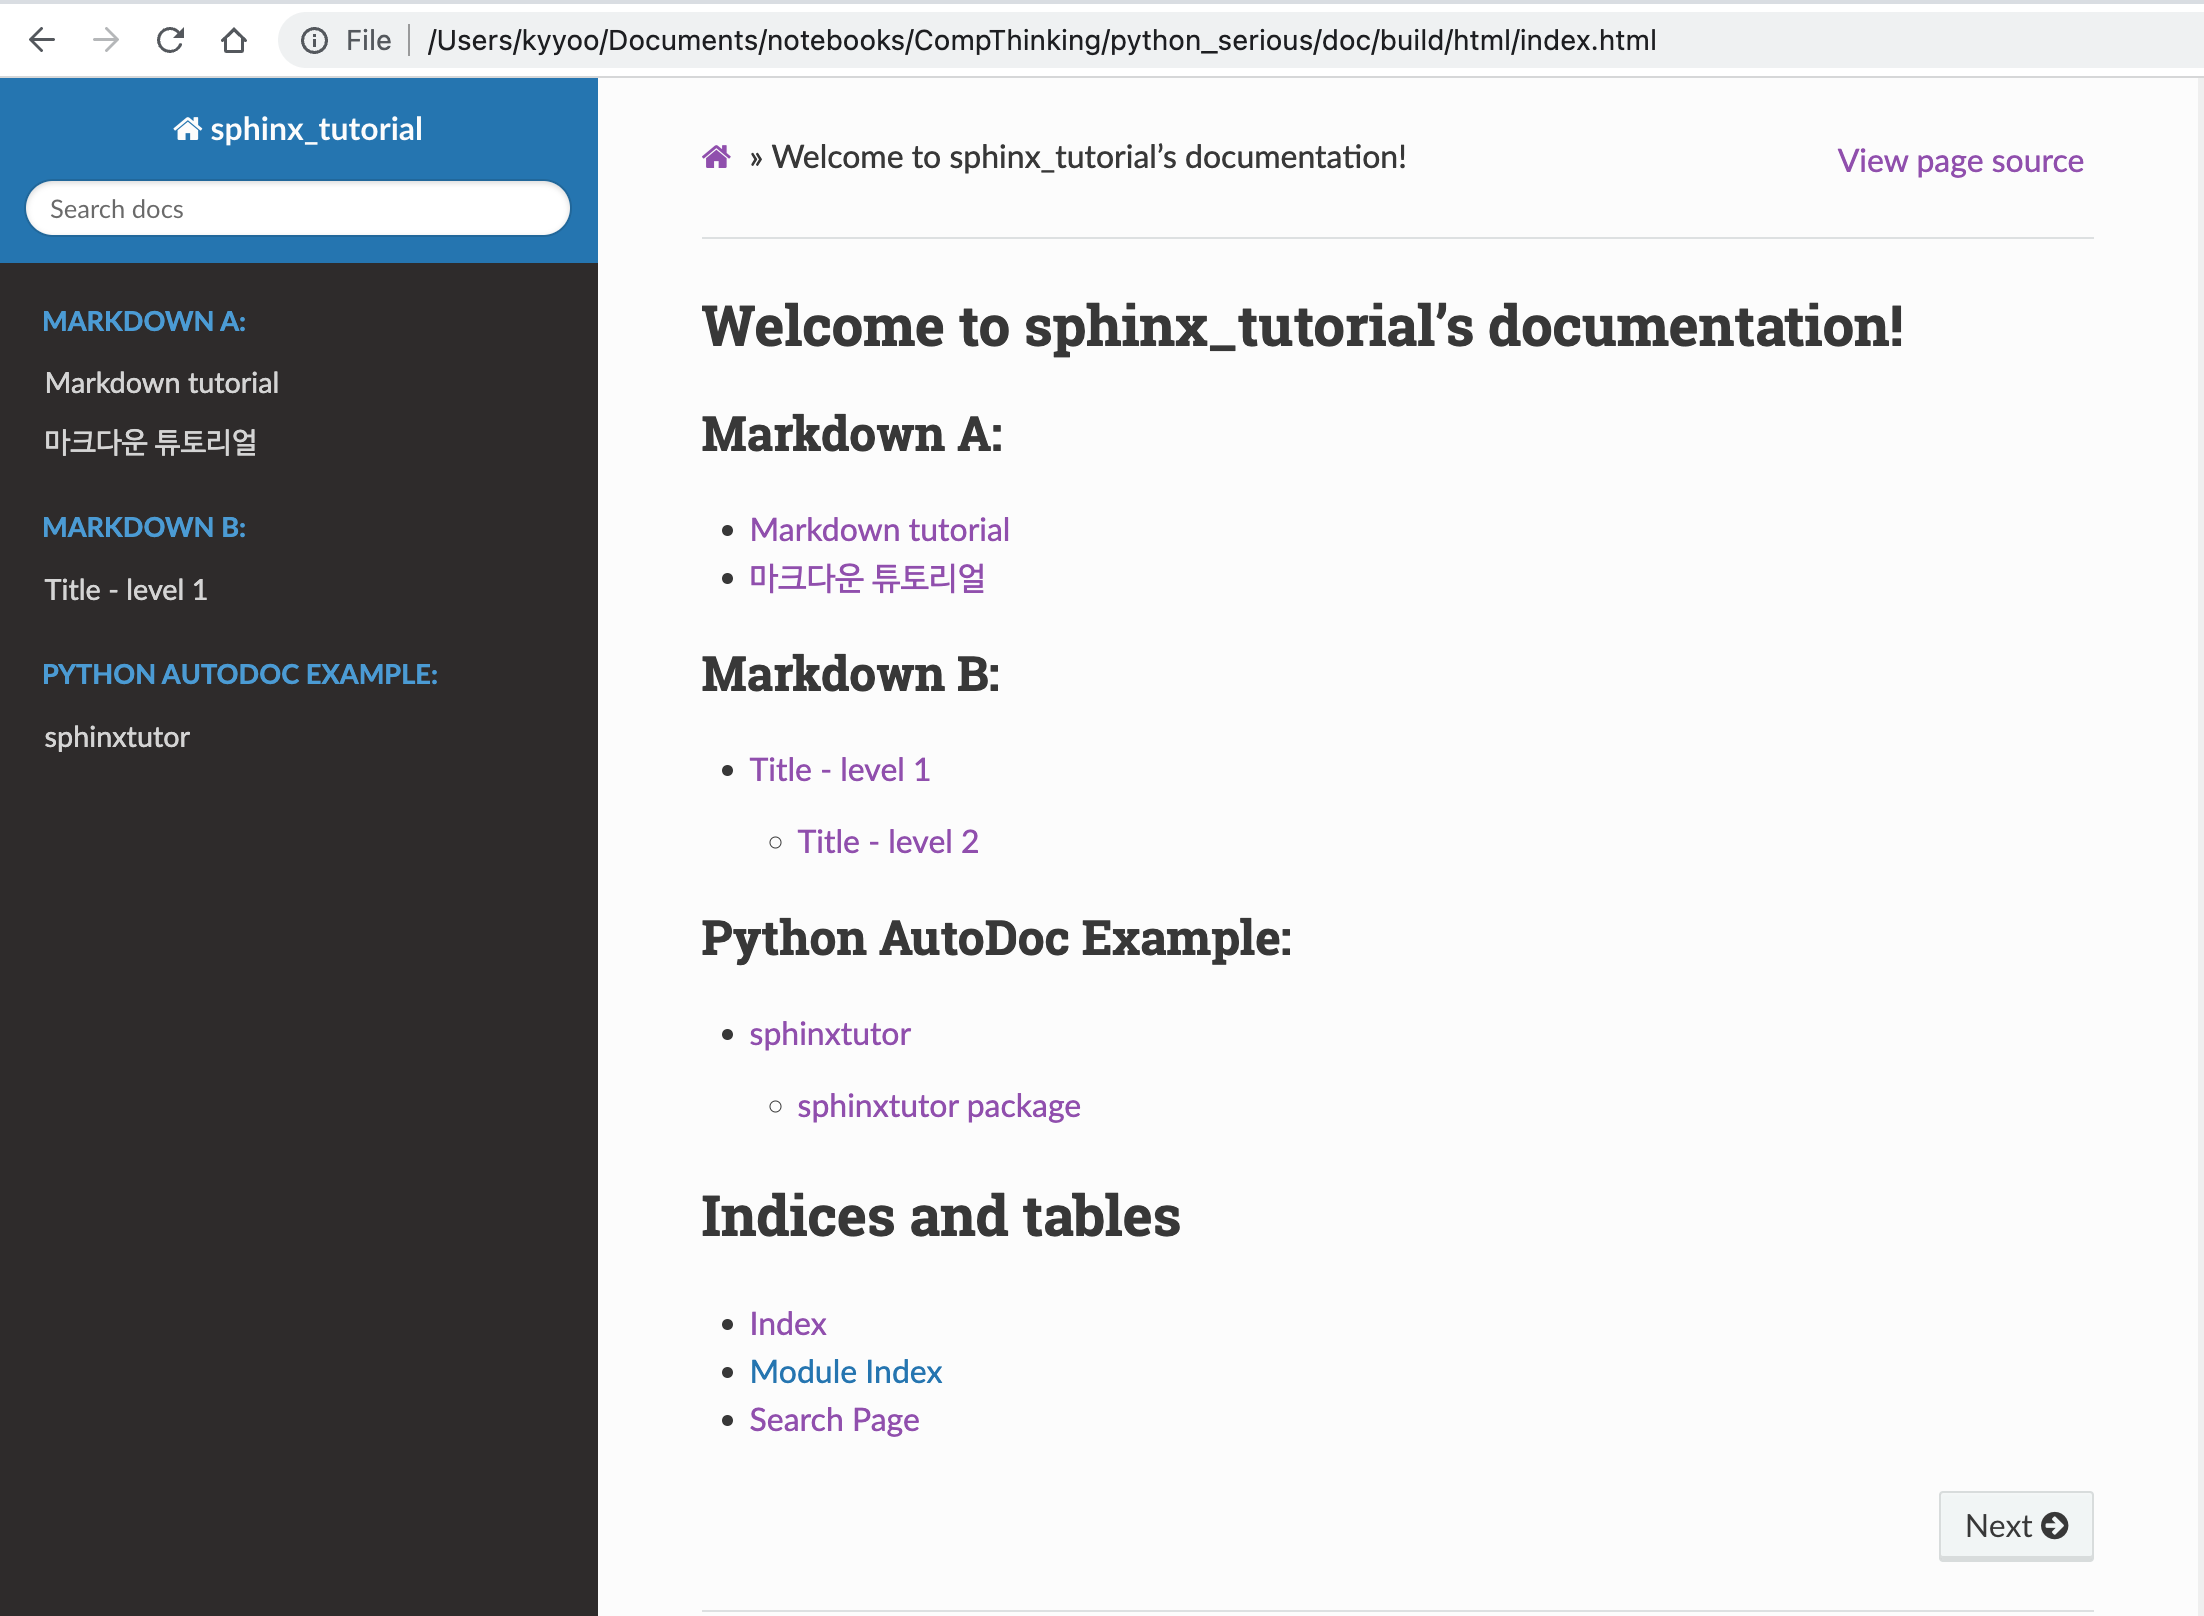 File | /Users/kyyoo/Documents/notebooks/CompThinking/python_serious/doc/build/html/index.html
sphinx_tutorial
Search docs
MARKDOWN A:
Markdown tutorial
마크다운 튜토리얼
MARKDOWN B:
Title - level 1
PYTHON AUTODOC EXAMPLE:
sphinxtutor
» Welcome to sphinx_tutorial’s documentation!
View page source
Welcome to sphinx_tutorial’s documentation!
Markdown A:
• Markdown tutorial
• 마크다운 튜토리얼
Markdown B:
• Title - level 1
◦ Title - level 2
Python AutoDoc Example:
• sphinxtutor
◦ sphinxtutor package
Indices and tables
• Index
• Module Index
• Search Page
Next